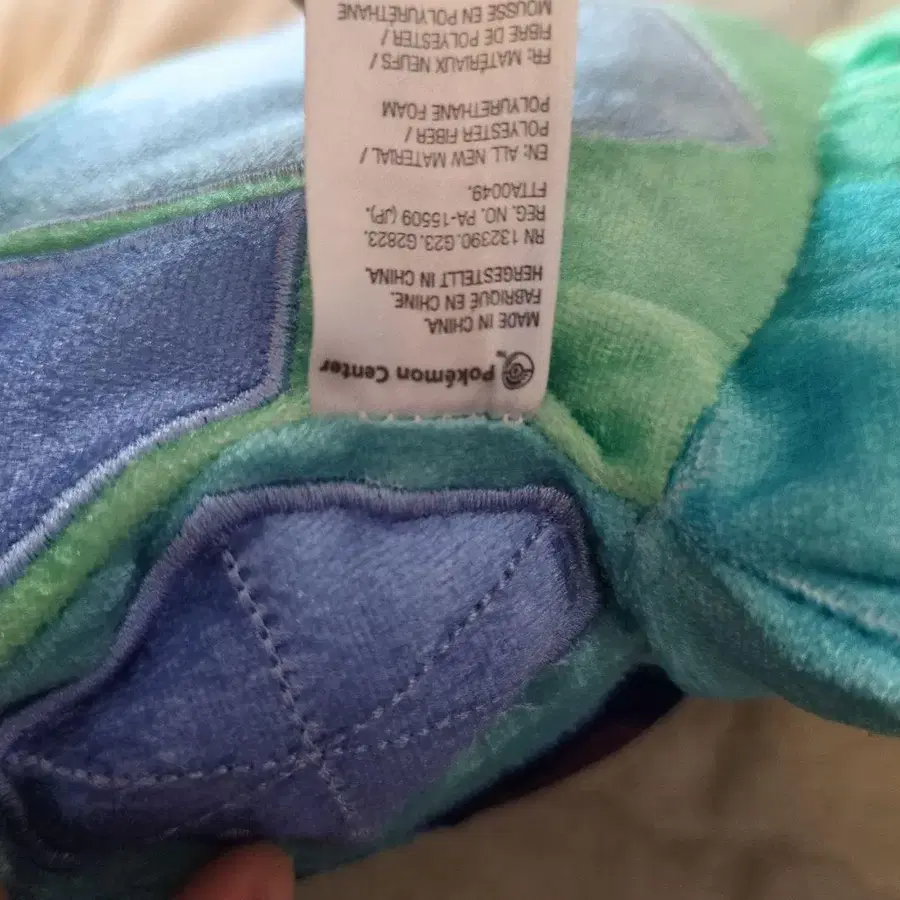 Pokémon Center
MADE IN CHINA.
FABRIQUÉ EN CHINE.
HERGESTELLT IN CHINA.
RN 132390.G23.G2823.
REG. NO. PA-15509 (JP).
FTTA0049.
EN: ALL NEW MATERIAL /
POLYESTER FIBER /
POLYURETHANE FOAM
FR: MATÉRIAUX NEUFS /
FIBRE DE POLYESTER /
MOUSSE EN POLYURÉTHANE